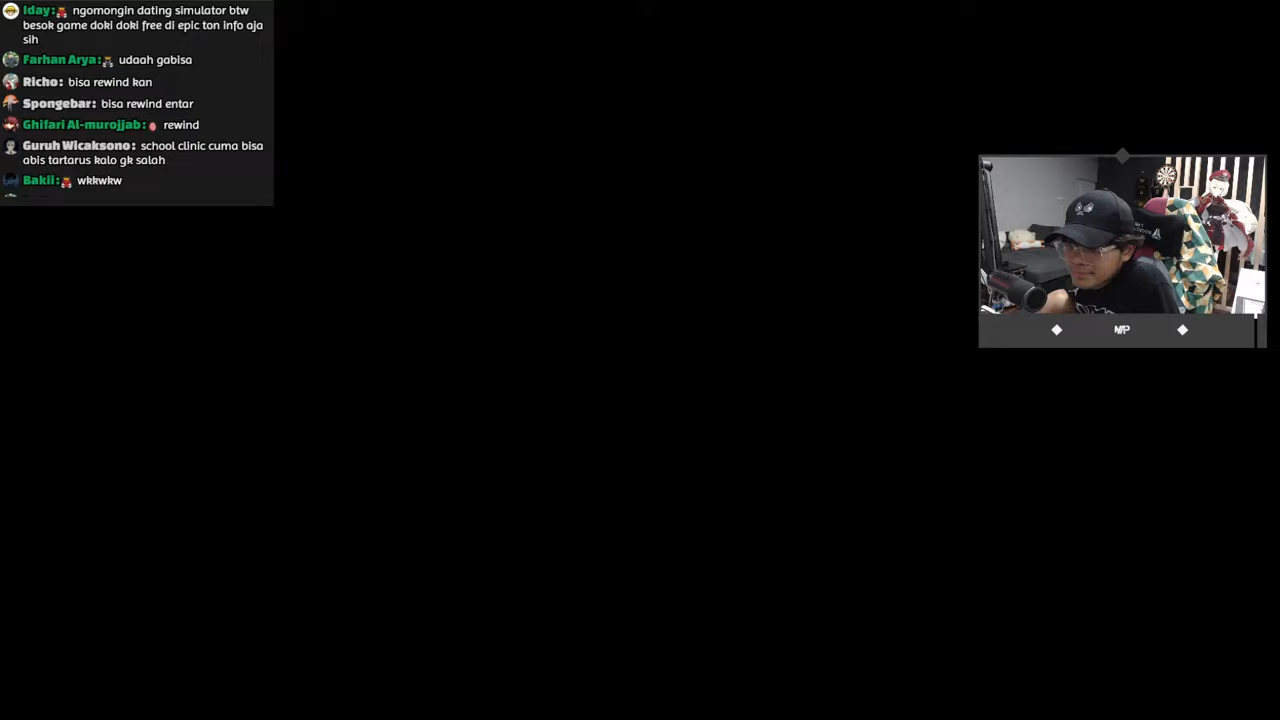 Iday: ngomongin dating simulator btw
besok game doki doki free di epic ton info aja
sih
Farhan Arya: udaah gabisa
Richo: bisa rewind kan
Spongebar: bisa rewind entar
Ghifari Al-murojjab: rewind
Guruh Wicaksono: school clinic cuma bisa
abis tartarus kalo gk salah
Bakii: wkkwkw